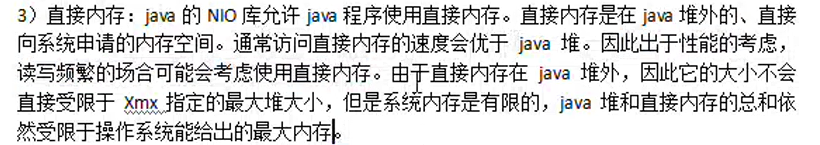 3）直接内存：java 的 NIO 库允许 java 程序使用直接内存。直接内存是在 java 堆外的、直接
向系统申请的内存空间。通常访问直接内存的速度会优于 java 堆。因此出于性能的考虑，
读写频繁的场合可能会考虑使用直接内存。由于直接内存在 java 堆外，因此它的大小不会
直接受限于 Xmx 指定的最大堆大小，但是系统内存是有限的，java 堆和直接内存的总和依
然受限于操作系统能给出的最大内存。